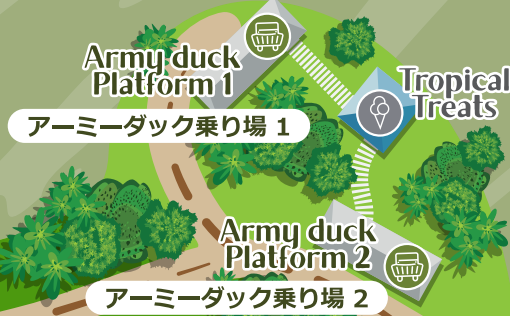 Army duck
Platform 1
アーミーダック乗り場 1
Tropical
Treats
Army duck
Platform 2
アーミーダック乗り場 2